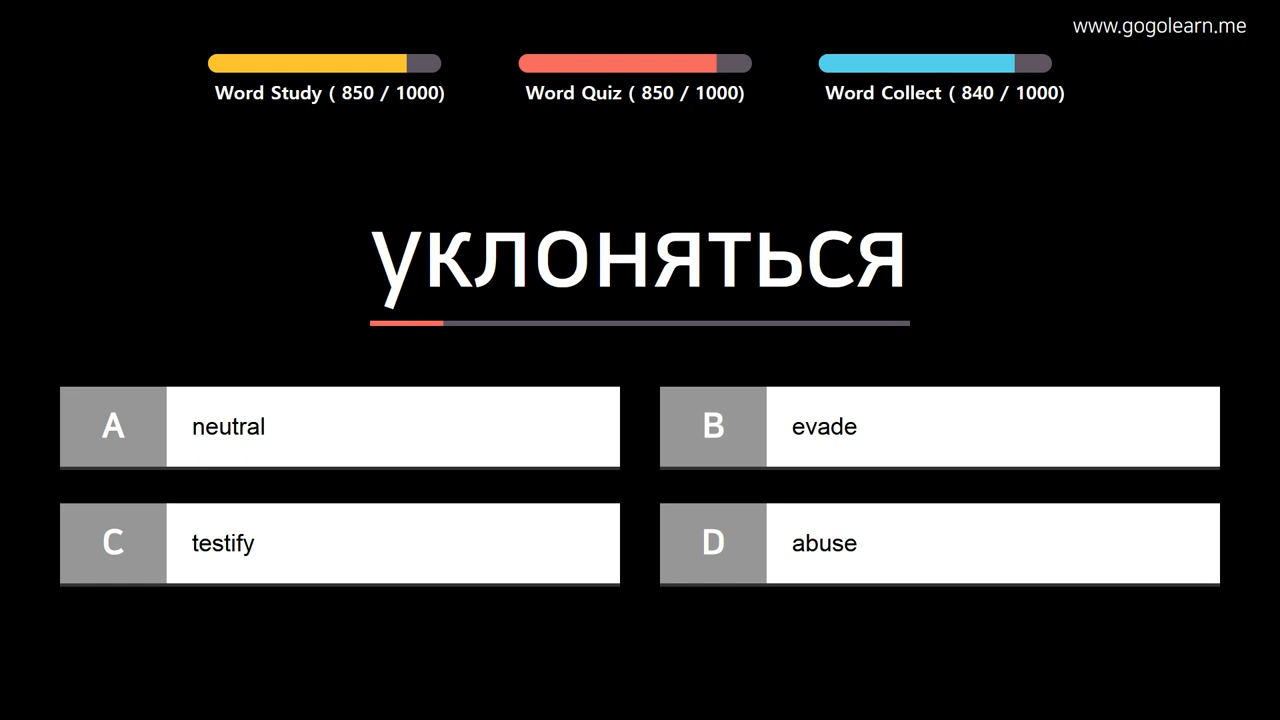 www.gogolearn.me
Word Study ( 850 / 1000)
Word Quiz ( 850 / 1000)
Word Collect ( 840 / 1000)
уклоняться
A neutral
B evade
C testify
D abuse